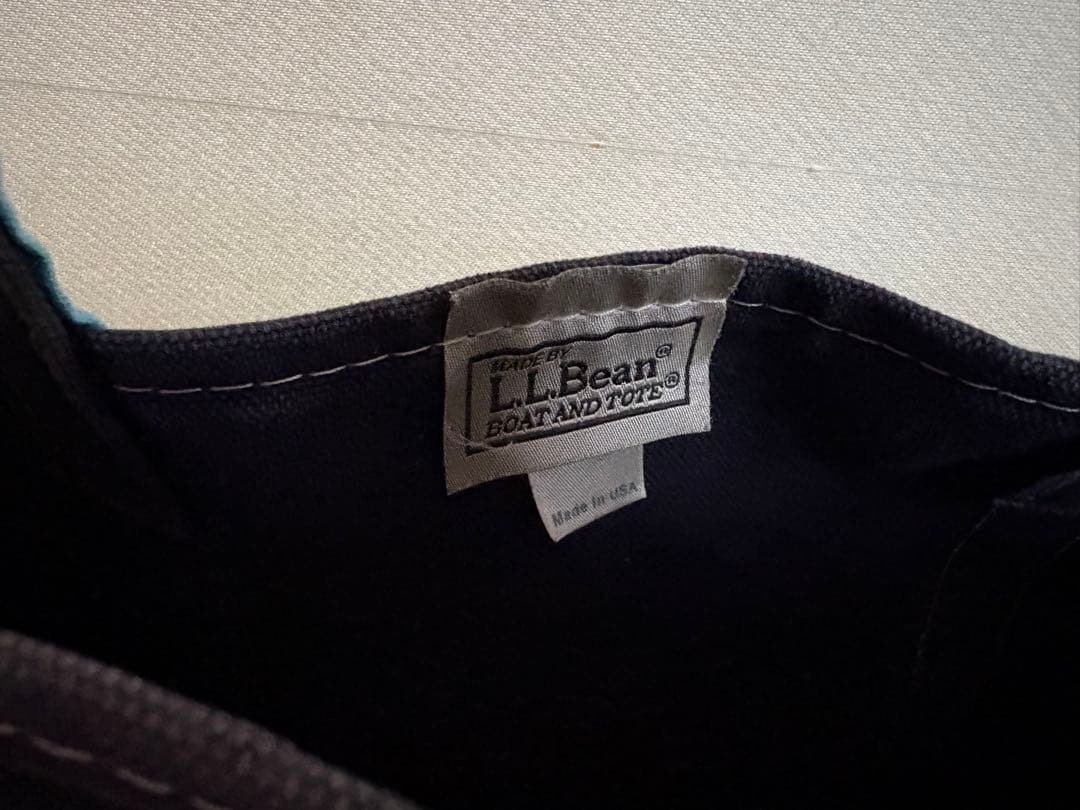 MADE BY
L.L.Bean®
BOAT AND TOTE®
Made in USA